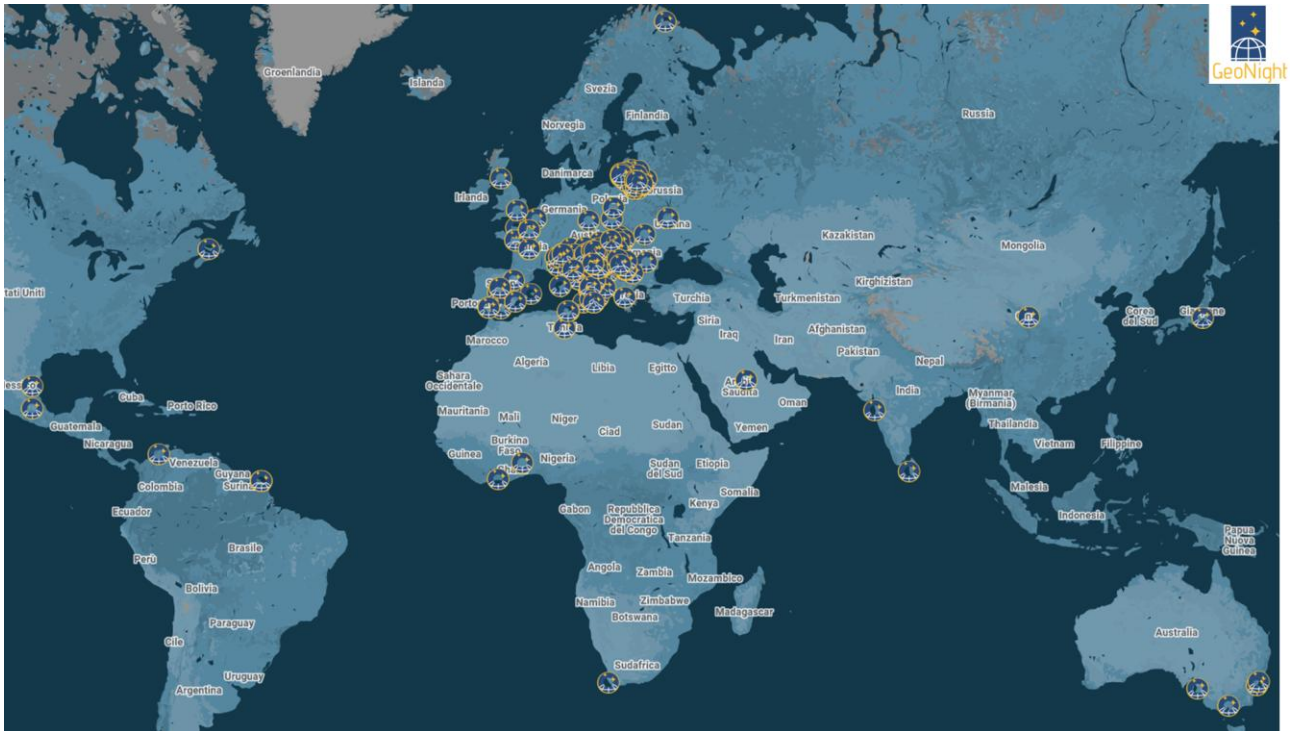 GeoNight
Groenlandia
Islanda
Svezia
Finlandia
Norvegia
Russia
Danimarca
Irlanda
Germania
Kazakistan
Mongolia
tati Uniti
Kirghizistan
Turchia
Turkmenistan
Corea
del Sud
Siria
Marocco
Iraq
Iran
Afghanistan
Pakistan
Nepal
Algeria
Libia
Egitto
Sahara
Occidentale
Saudita
Oman
India
Myanmar
(Birmania)
Cuba
Porto Rico
Mauritania
Mali
Niger
Ciad
Sudan
Yemen
Thailandia
Guatemala
Nicaragua
Burkina
Faso
Vietnam
Filippine
Venezuela
Guinea
Nigeria
Sudan
del Sud
Etiopia
Guyana
Colombia
Somalia
Malesia
Ecuador
Gabon
Repubblica
Democratica
del Congo
Kenya
Indonesia
Papua
Nuova
Guinea
Tanzania
Brasile
Perù
Angola
Zambia
Mozambico
Bolivia
Namibia
Zimbabwe
Botswana
Madagascar
Paraguay
Cile
Australia
Sudafrica
Uruguay
Argentina